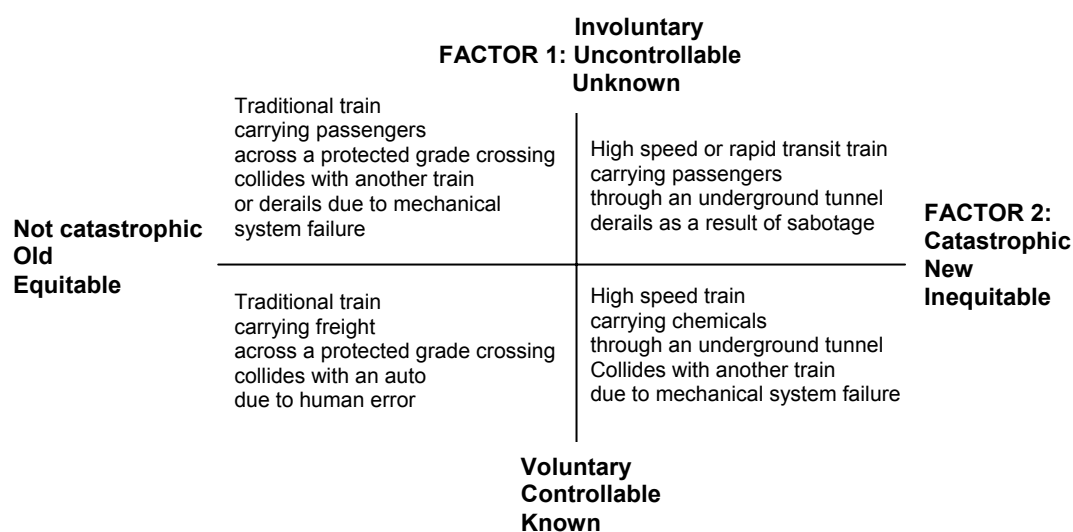 Involuntary
FACTOR 1: Uncontrollable
Unknown
Traditional train
carrying passengers
across a protected grade crossing
collides with another train
or derails due to mechanical
system failure
High speed or rapid transit train
carrying passengers
through an underground tunnel
derails as a result of sabotage
Not catastrophic
Old
Equitable
FACTOR 2:
Catastrophic
New
Inequitable
Traditional train
carrying freight
across a protected grade crossing
collides with an auto
due to human error
High speed train
carrying chemicals
through an underground tunnel
Collides with another train
due to mechanical system failure
Voluntary
Controllable
Known